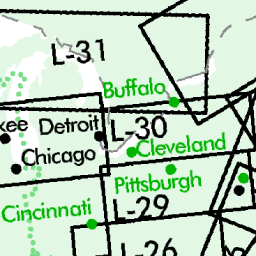 L-31
Buffalo
kee Detroit L-30
Chicago Cleveland
Pittsburgh
Cincinnati L-29
L-26